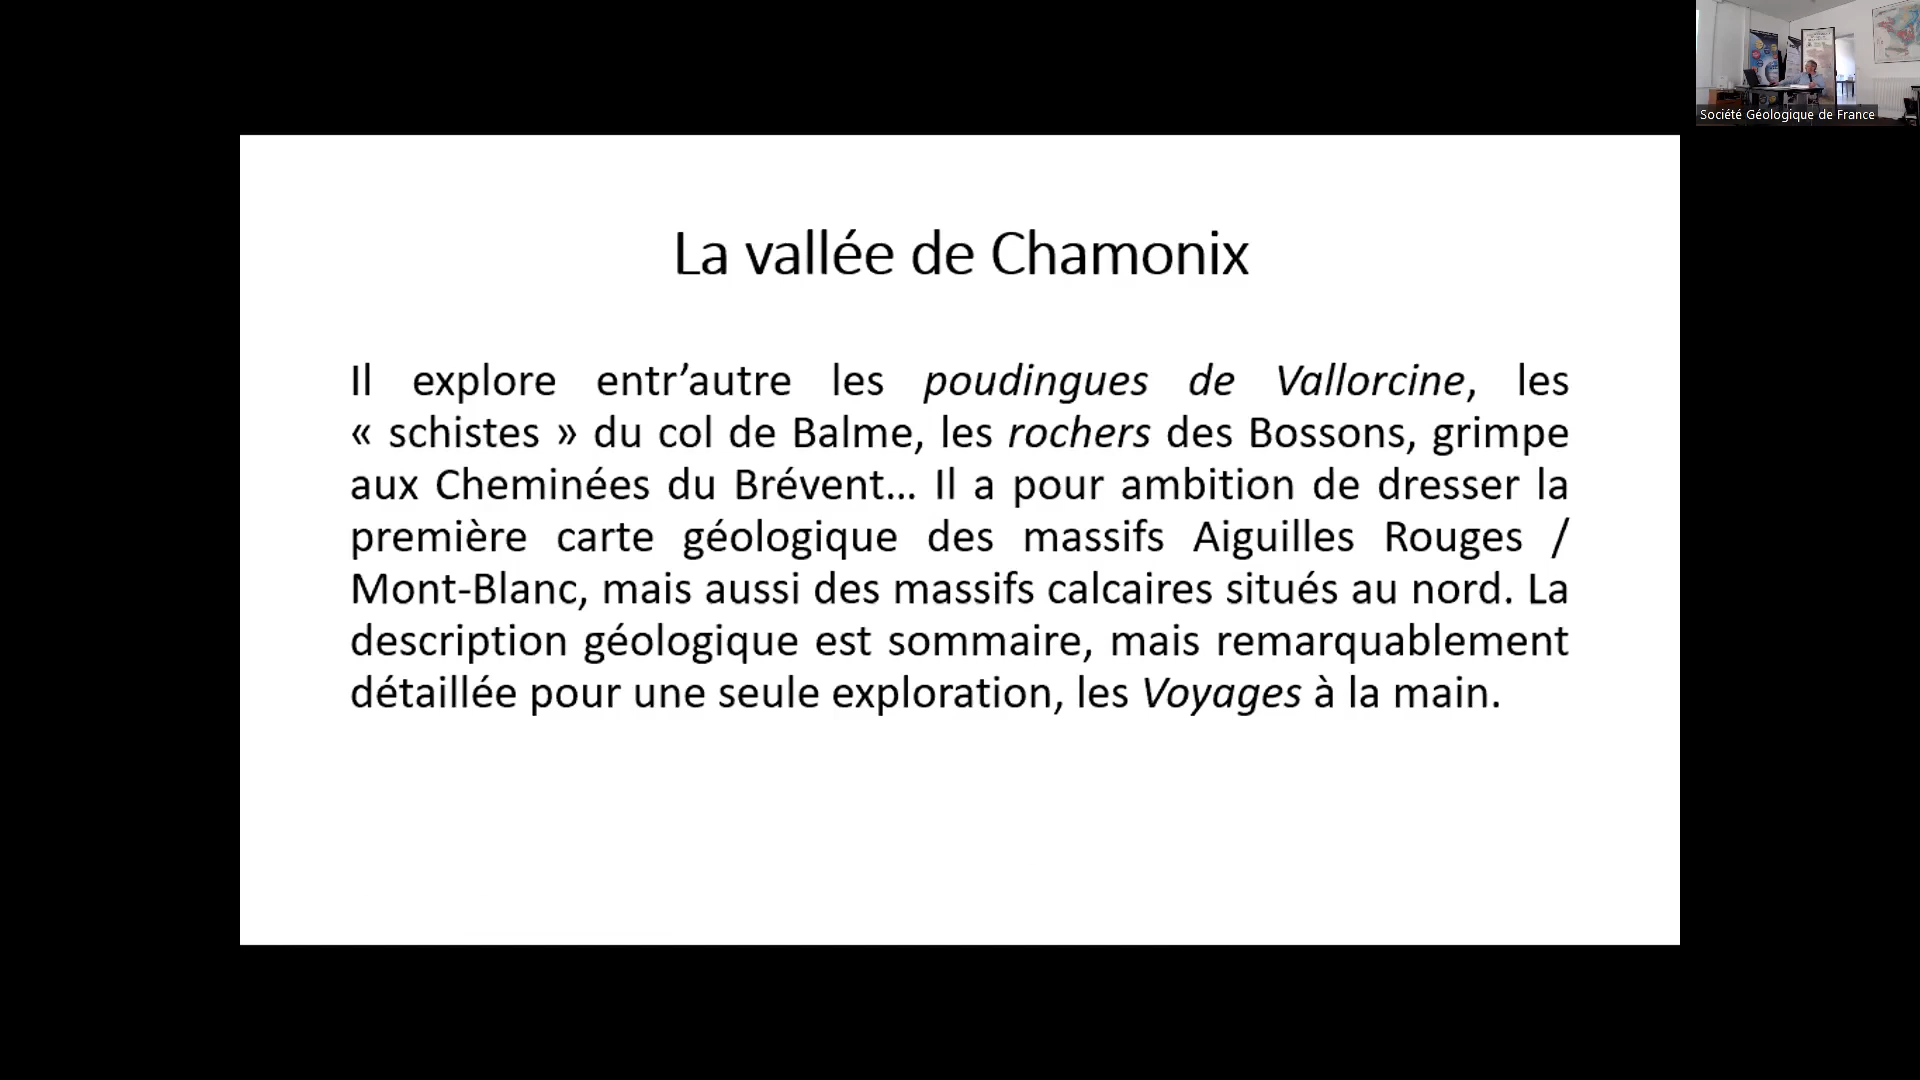 Société Géologique de France
La vallée de Chamonix
Il explore entr’autre les poudingues de Vallorcine, les
« schistes » du col de Balme, les rochers des Bossons, grimpe
aux Cheminées du Brévent… Il a pour ambition de dresser la
première carte géologique des massifs Aiguilles Rouges /
Mont-Blanc, mais aussi des massifs calcaires situés au nord. La
description géologique est sommaire, mais remarquablement
détaillée pour une seule exploration, les Voyages à la main.